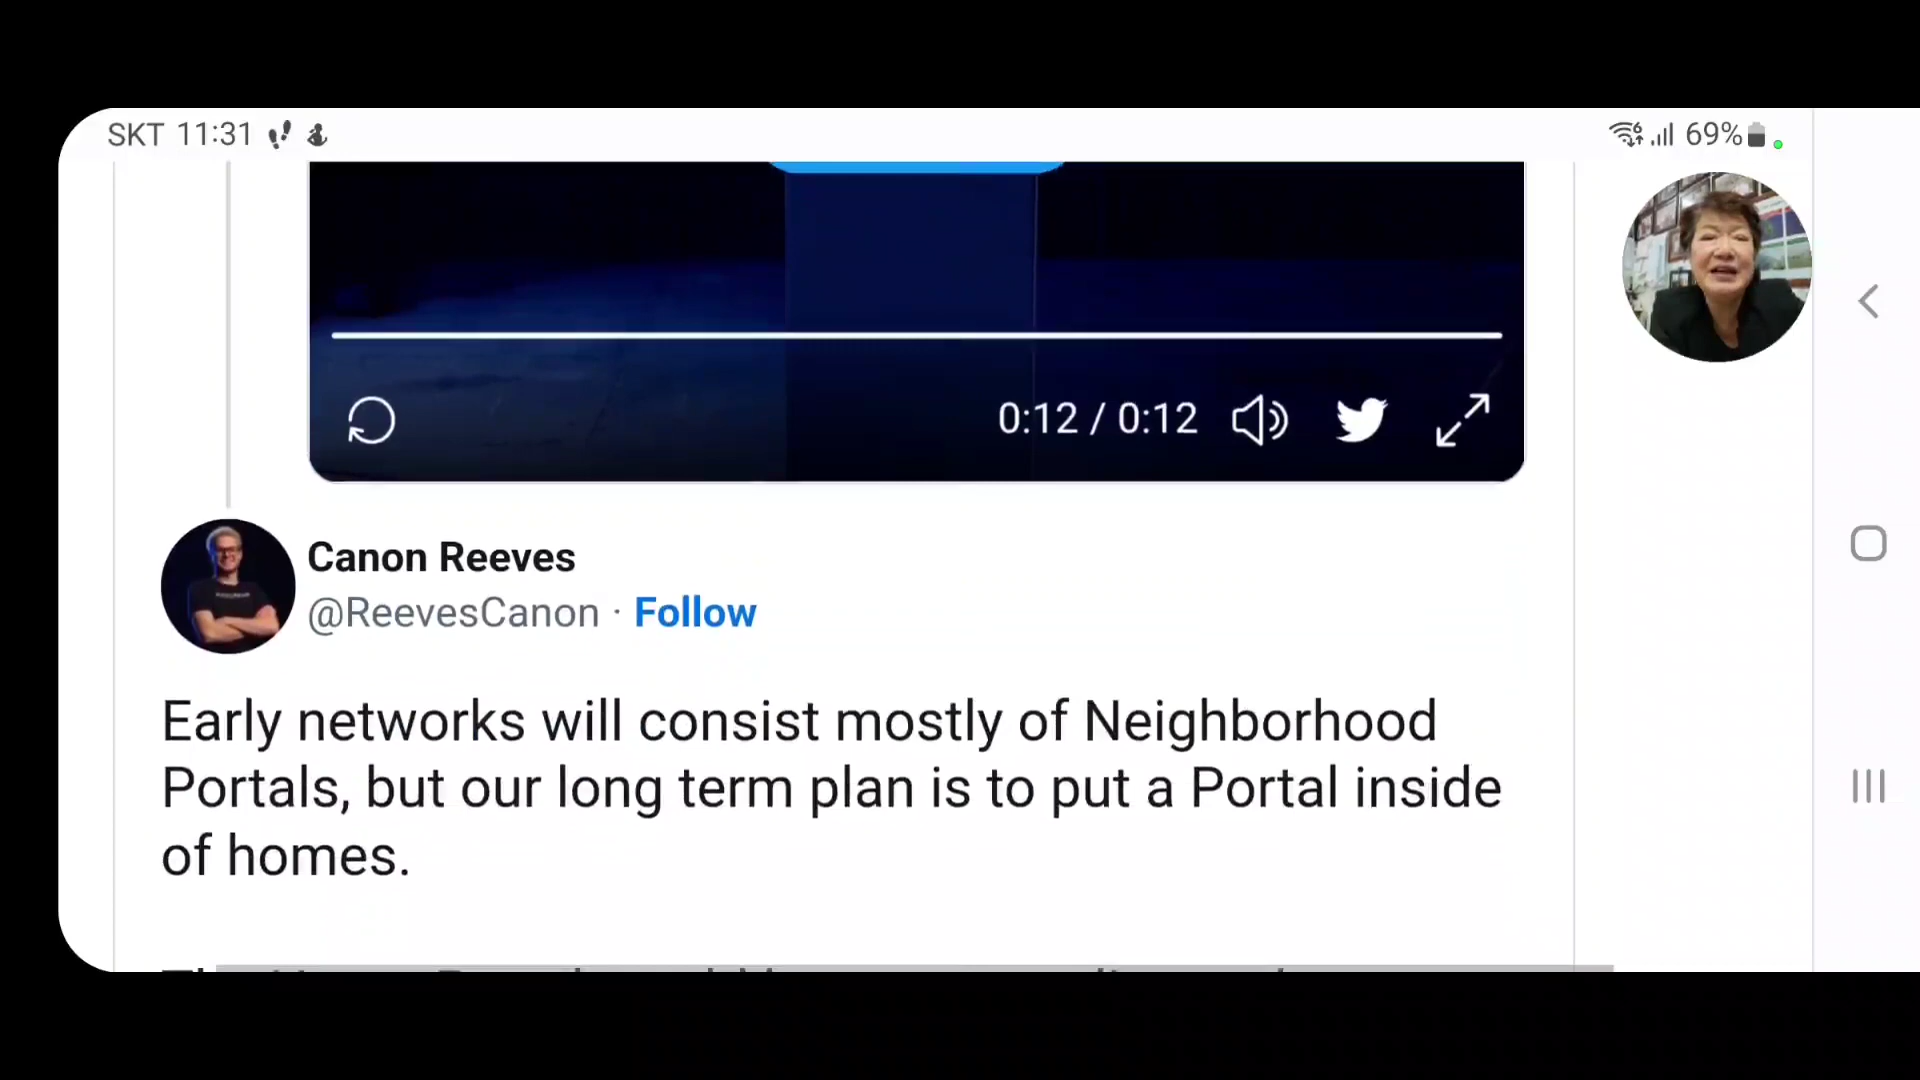 SKT 11:31
69%
0:12 / 0:12
Canon Reeves
@ReevesCanon · Follow
Early networks will consist mostly of Neighborhood
Portals, but our long term plan is to put a Portal inside
of homes.